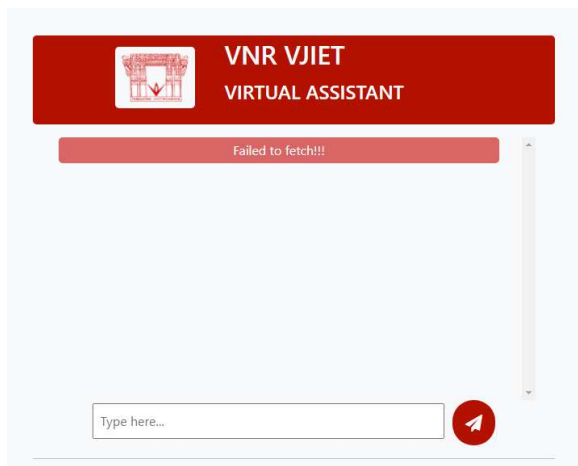 VNR VJIET
VIRTUAL ASSISTANT
Failed to fetch!!!
Type here...